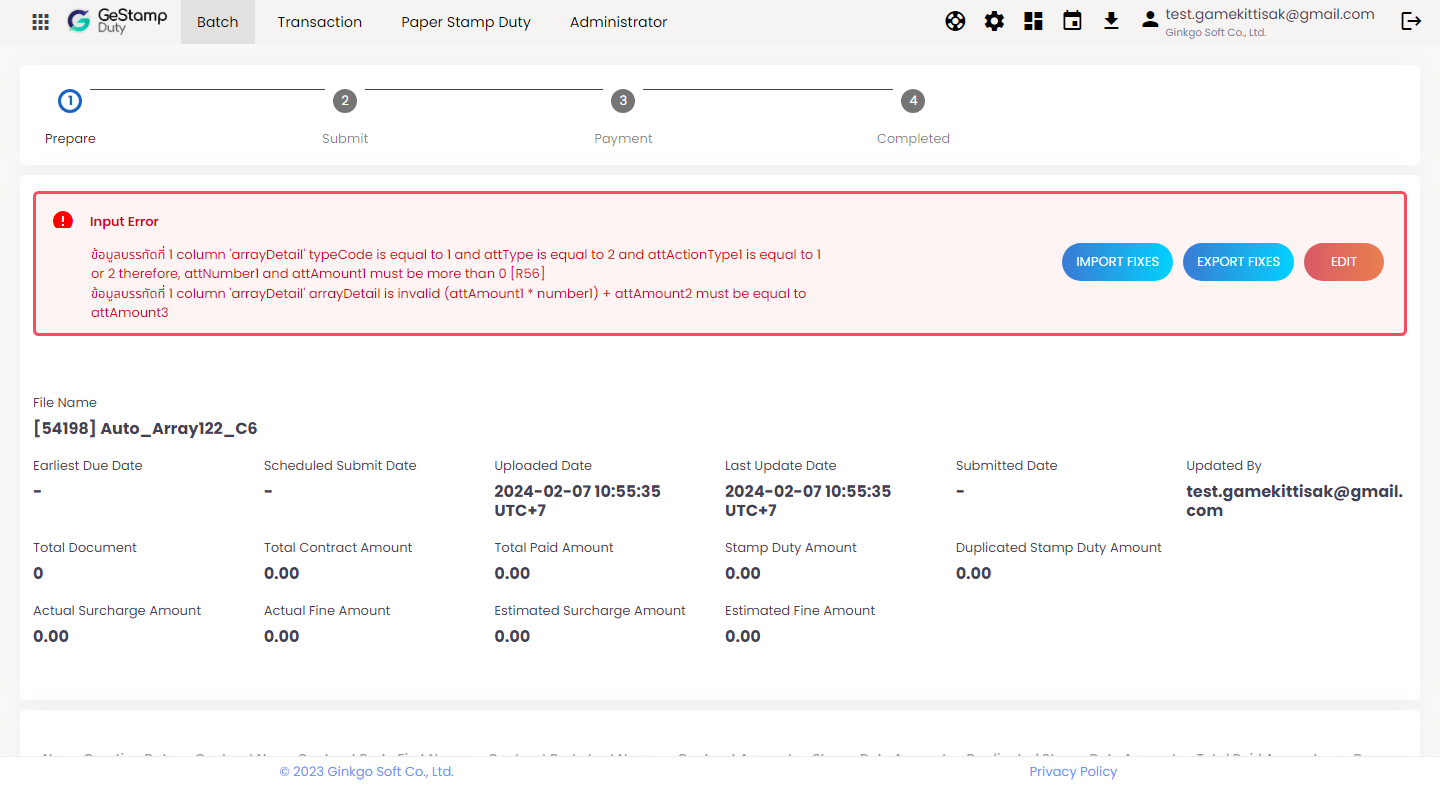 GeStamp
Duty
Batch
Transaction
Paper Stamp Duty
Administrator
test.gamekittisak@gmail.com
Ginkgo Soft Co., Ltd.
1
2
3
4
Prepare
Submit
Payment
Completed
Input Error
ข้อมูลบรรทัดที่ 1 column 'arrayDetail' typeCode is equal to 1 and attType is equal to 2 and attActionType1 is equal to 1
or 2 therefore, attNumber1 and attAmount1 must be more than 0 [R56]
ข้อมูลบรรทัดที่ 1 column 'arrayDetail' arrayDetail is invalid (attAmount1 * number1) + attAmount2 must be equal to
attAmount3
IMPORT FIXES
EXPORT FIXES
EDIT
File Name
[54198] Auto_Array122_C6
Earliest Due Date
Scheduled Submit Date
Uploaded Date
Last Update Date
Submitted Date
Updated By
-
-
2024-02-07 10:55:35
UTC+7
2024-02-07 10:55:35
UTC+7
-
test.gamekittisak@gmail.
com
Total Document
Total Contract Amount
Total Paid Amount
Stamp Duty Amount
Duplicated Stamp Duty Amount
0
0.00
0.00
0.00
0.00
Actual Surcharge Amount
Actual Fine Amount
Estimated Surcharge Amount
Estimated Fine Amount
0.00
0.00
0.00
0.00
© 2023 Ginkgo Soft Co., Ltd.
Privacy Policy